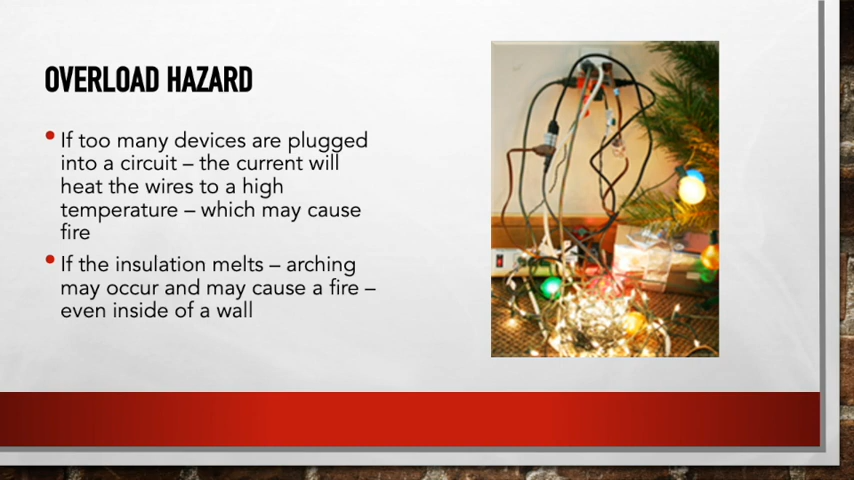 OVERLOAD HAZARD
• If too many devices are plugged
into a circuit – the current will
heat the wires to a high
temperature – which may cause
fire
• If the insulation melts – arching
may occur and may cause a fire –
even inside of a wall